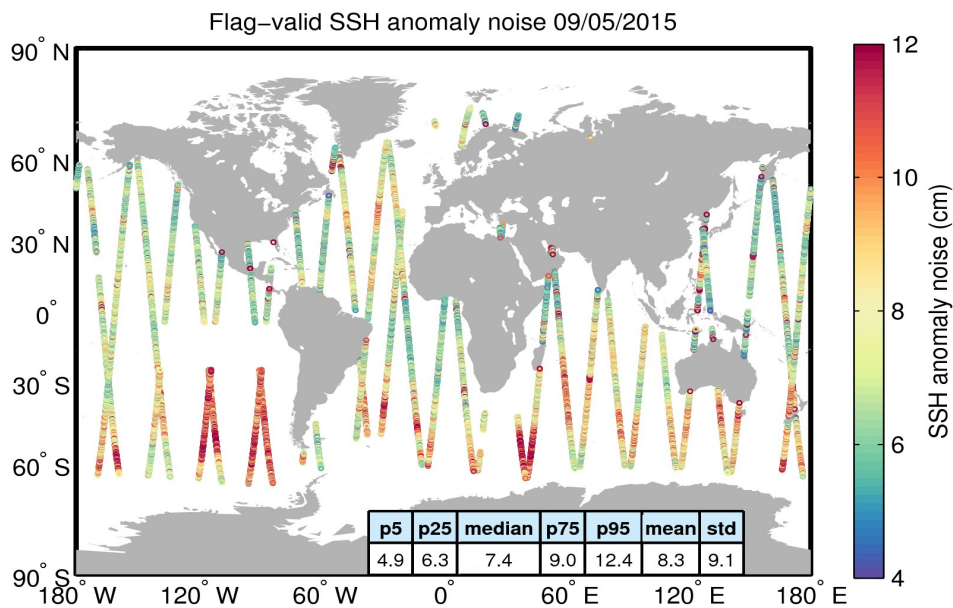 Flag−valid SSH anomaly noise 09/05/2015
90° N
60° N
30° N
0°
30° S
60° S
90° S
180° W
120° W
60° W
0°
60° E
120° E
180° E
p5 p25 median p75 p95 mean std
4.9 6.3 7.4 9.0 12.4 8.3 9.1
12
10
8
6
4
SSH anomaly noise (cm)